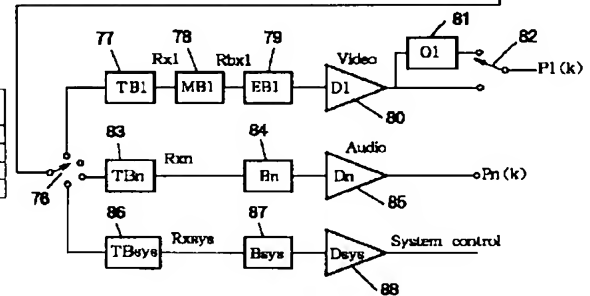 81
77 Rx1 78 Rbx1 79 Video O1 82
TB1 MB1 EB1 D1 P1(k)
80
83 84 Audio
76 TBn Rxn Bn Dn Pn(k)
85
86 87
TBsys Rxsys Bsys Dsys System control
88